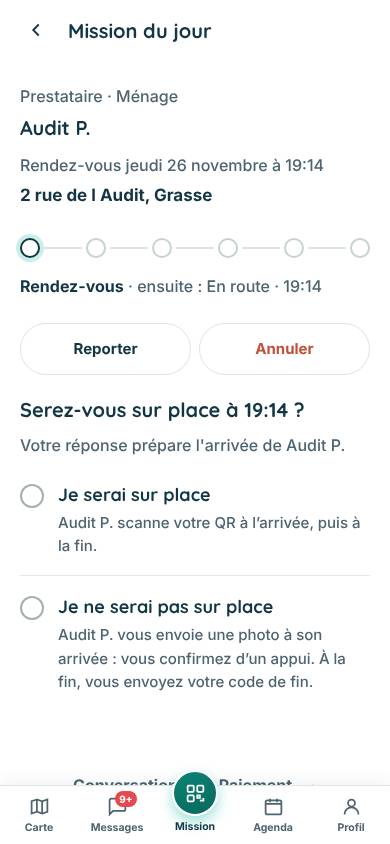 Mission du jour
Prestataire · Ménage
Audit P.
Rendez-vous jeudi 26 novembre à 19:14
2 rue de l Audit, Grasse
Rendez-vous · ensuite : En route · 19:14
Reporter
Annuler
Serez-vous sur place à 19:14 ?
Votre réponse prépare l'arrivée de Audit P.
Je serai sur place
Audit P. scanne votre QR à l’arrivée, puis à
la fin.
Je ne serai pas sur place
Audit P. vous envoie une photo à son
arrivée : vous confirmez d’un appui. À la
fin, vous envoyez votre code de fin.
Conversation Paiement
9+
Carte
Messages
Mission
Agenda
Profil